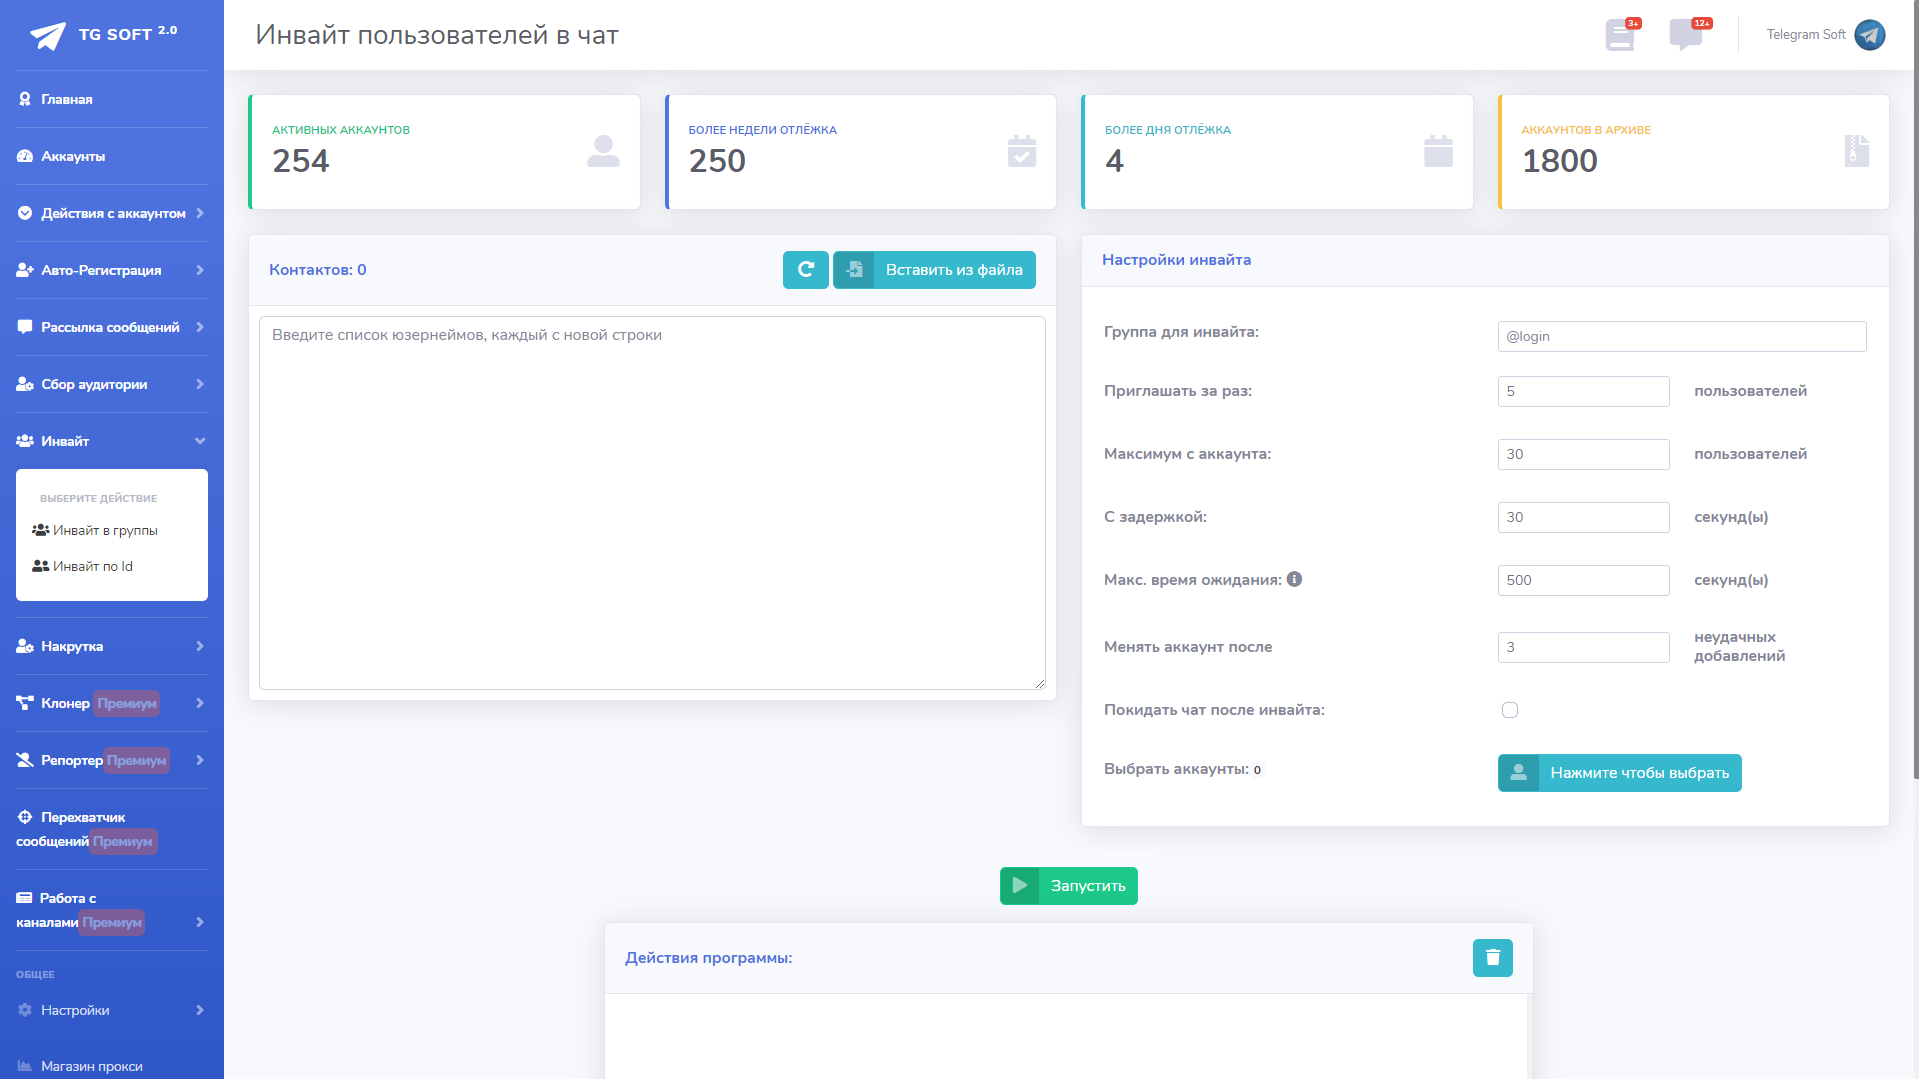 TG SOFT 2.0
Главная
Аккаунты
Действия с аккаунтом
Авто-Регистрация
Рассылка сообщений
Сбор аудитории
Инвайт
ВЫБЕРИТЕ ДЕЙСТВИЕ
Инвайт в группы
Инвайт по Id
Накрутка
Клонер Премиум
Репортер Премиум
Перехватчик
сообщений Премиум
Работа с
каналами Премиум
ОБЩЕЕ
Настройки
Магазин прокси
Инвайт пользователей в чат
3+
12+
Telegram Soft
АКТИВНЫХ АККАУНТОВ
254
БОЛЕЕ НЕДЕЛИ ОТЛЁЖКА
250
БОЛЕЕ ДНЯ ОТЛЁЖКА
4
АККАУНТОВ В АРХИВЕ
1800
Контактов: 0
Вставить из файла
Введите список юзернеймов, каждый с новой строки
Настройки инвайта
Группа для инвайта: @login
Приглашать за раз: 5 пользователей
Максимум с аккаунта: 30 пользователей
С задержкой: 30 секунд(ы)
Макс. время ожидания: 500 секунд(ы)
Менять аккаунт после 3 неудачных
добавлений
Покидать чат после инвайта:
Выбрать аккаунты: 0 Нажмите чтобы выбрать
Запустить
Действия программы: